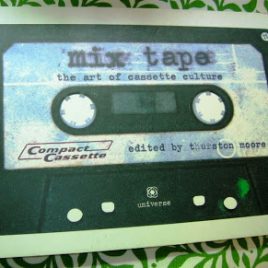 mix tape
the art of cassette culture
Compact
Cassette
edited by thurston moore
universe